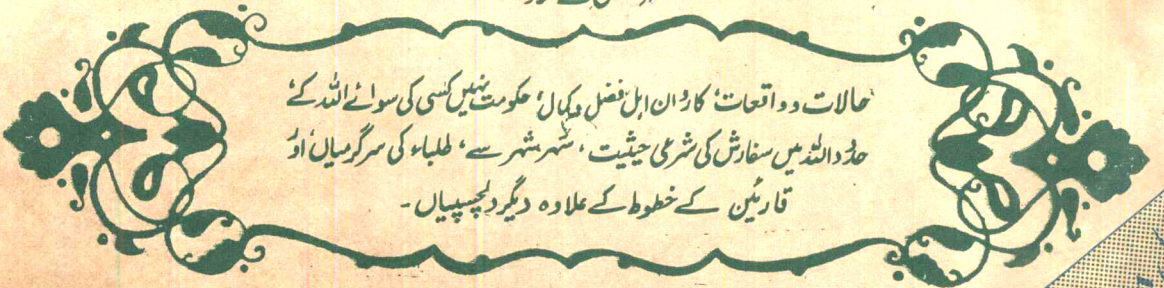 حالات و واقعات، کاروان اہل فضل و کمال، حکومت نہیں کسی کی سوائے اللہ کے،
حدود اللہ میں سفارش کی شرعی حیثیت، شہر شہر سے، طلباء کی سرگرمیاں، اور
قارئین کے خطوط کے علاوہ دیگر دلچسپیاں۔